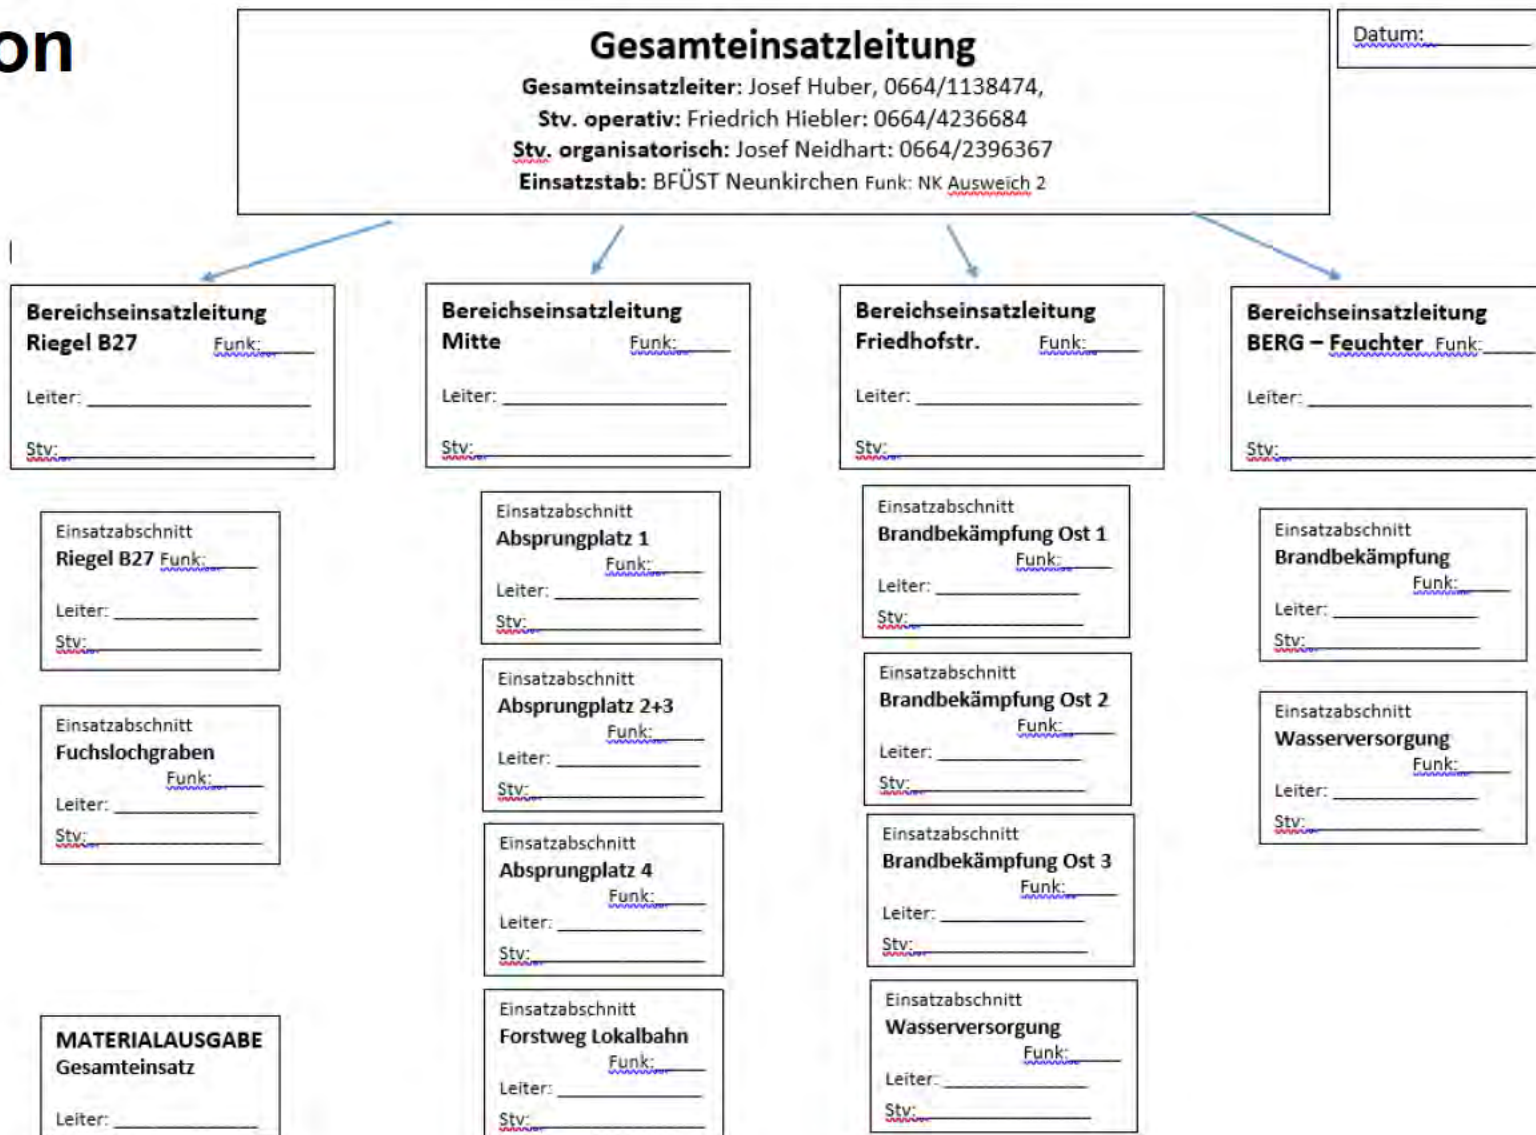 on
Gesamteinsatzleitung
Gesamteinsatzleiter: Josef Huber, 0664/1138474,
Stv. operativ: Friedrich Hiebler: 0664/4236684
Stv. organisatorisch: Josef Neidhart: 0664/2396367
Einsatzstab: BFÜST Neunkirchen Funk: NK Ausweich 2
Datum:
Bereichseinsatzleitung
Riegel B27 Funk:
Leiter:
Stv:
Einsatzabschnitt
Riegel B27 Funk:
Leiter:
Stv:
Einsatzabschnitt
Fuchslochgraben
Funk:
Leiter:
Stv:
MATERIALAUSGABE
Gesamteinsatz
Leiter:
Bereichseinsatzleitung
Mitte Funk:
Leiter:
Stv:
Einsatzabschnitt
Absprungplatz 1
Funk:
Leiter:
Stv:
Einsatzabschnitt
Absprungplatz 2+3
Funk:
Leiter:
Stv:
Einsatzabschnitt
Absprungplatz 4
Funk:
Leiter:
Stv:
Einsatzabschnitt
Forstweg Lokalbahn
Funk:
Leiter:
Stv:
Bereichseinsatzleitung
Friedhofstr. Funk:
Leiter:
Stv:
Einsatzabschnitt
Brandbekämpfung Ost 1
Funk:
Leiter:
Stv:
Einsatzabschnitt
Brandbekämpfung Ost 2
Funk:
Leiter:
Stv:
Einsatzabschnitt
Brandbekämpfung Ost 3
Funk:
Leiter:
Stv:
Einsatzabschnitt
Wasserversorgung
Funk:
Leiter:
Stv:
Bereichseinsatzleitung
BERG – Feuchter Funk:
Leiter:
Stv:
Einsatzabschnitt
Brandbekämpfung
Funk:
Leiter:
Stv:
Einsatzabschnitt
Wasserversorgung
Funk:
Leiter:
Stv: